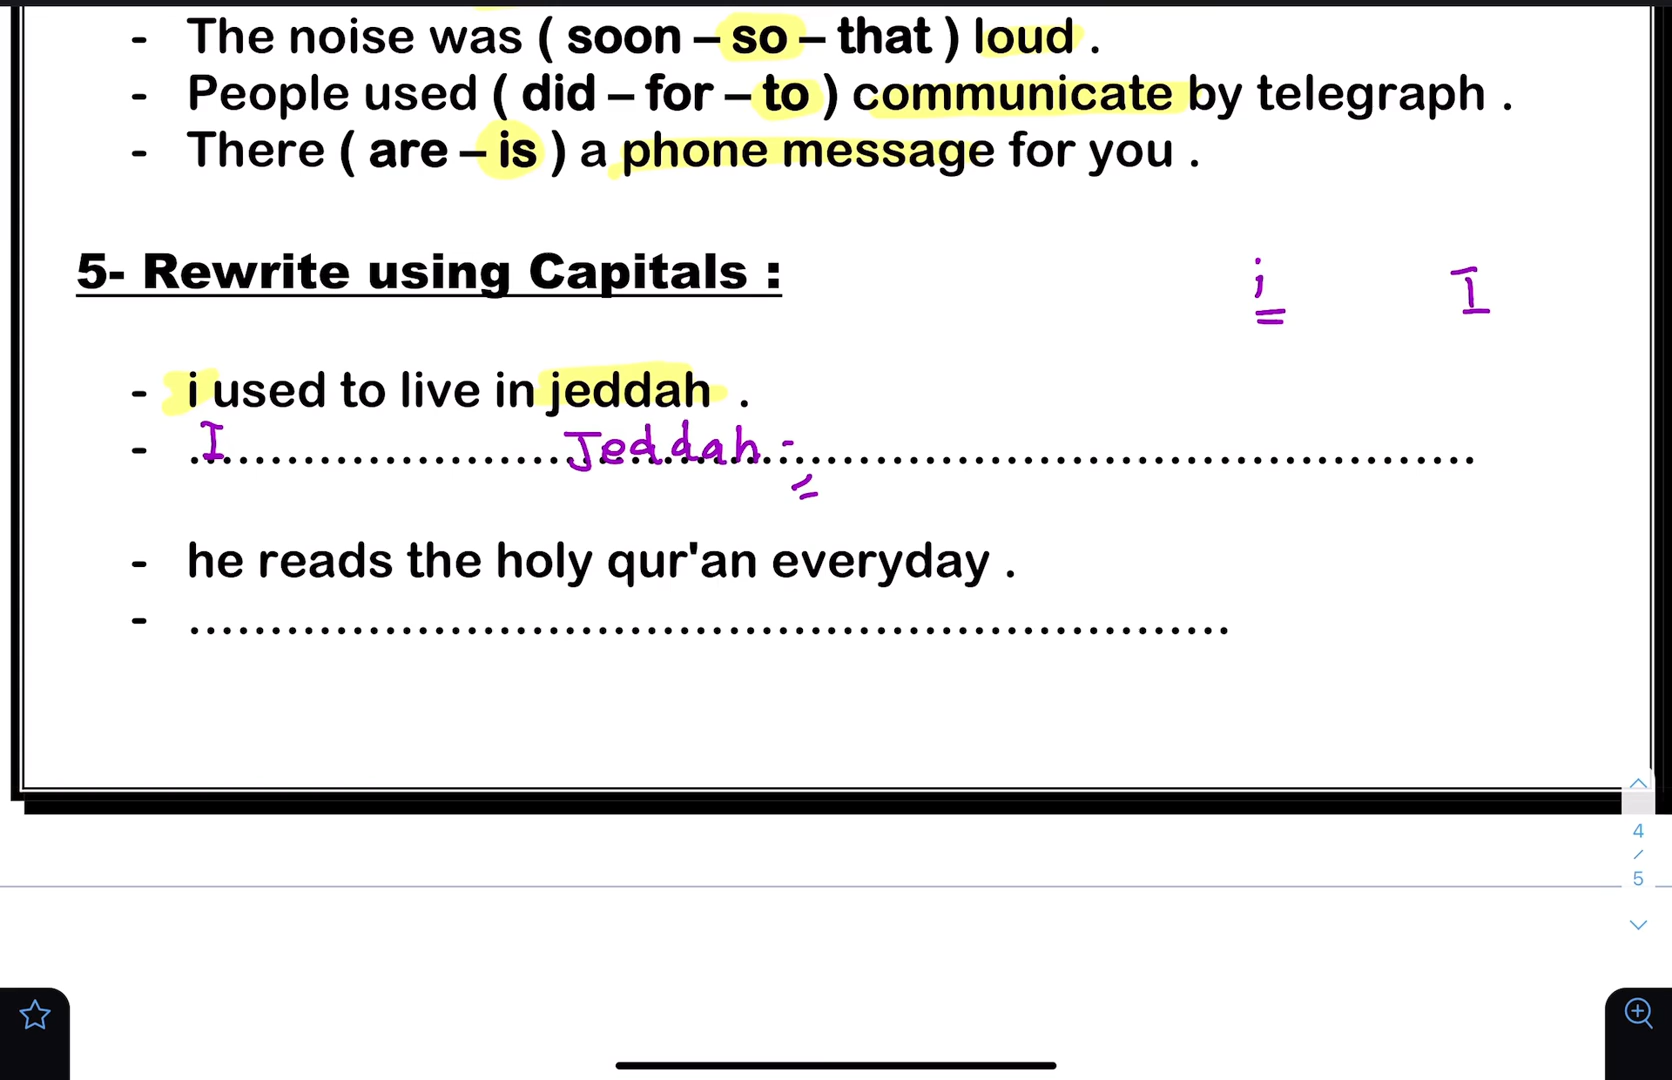 - The noise was ( soon – so – that ) loud .
- People used ( did – for – to ) communicate by telegraph .
- There ( are – is ) a phone message for you .
5- Rewrite using Capitals :
i I
- i used to live in jeddah .
- I.......................Jeddah...........................................
- he reads the holy qur'an everyday .
- ................................................................
4
/
5